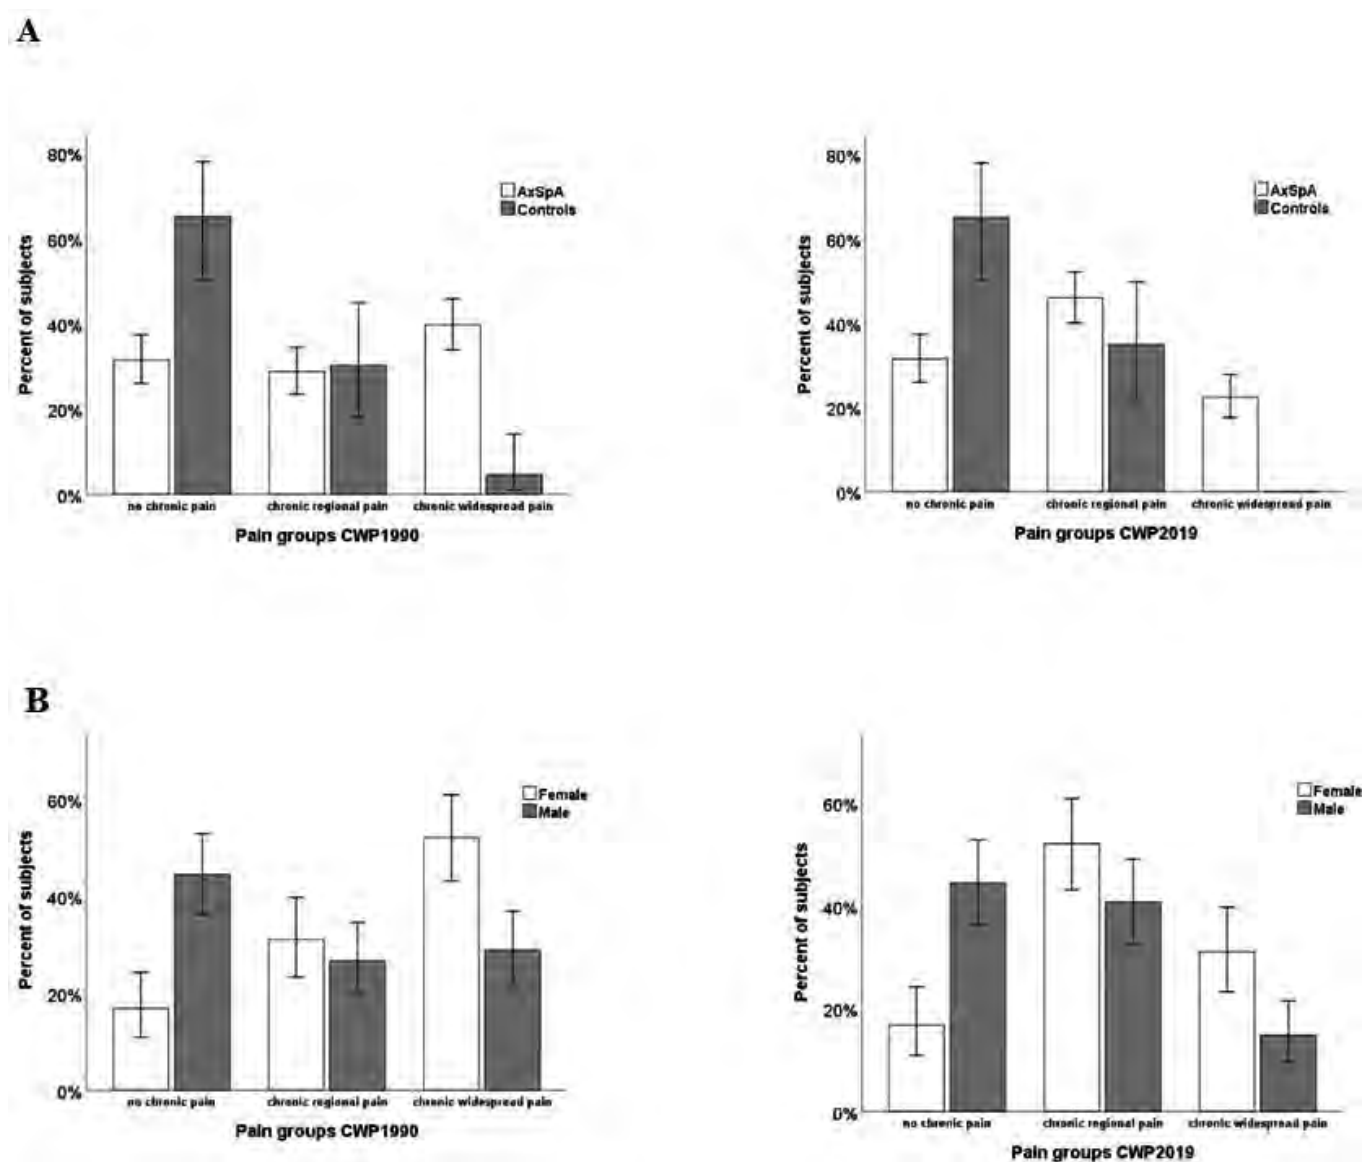 A
80%
60%
40%
20%
0%
Percent of subjects
AxSpA
Controls
no chronic pain
chronic regional pain
chronic widespread pain
Pain groups CWP1990
80%
60%
40%
20%
0%
Percent of subjects
AxSpA
Controls
no chronic pain
chronic regional pain
chronic widespread pain
Pain groups CWP2019
B
60%
40%
20%
0%
Percent of subjects
Female
Male
no chronic pain
chronic regional pain
chronic widespread pain
Pain groups CWP1990
60%
40%
20%
0%
Percent of subjects
Female
Male
no chronic pain
chronic regional pain
chronic widespread pain
Pain groups CWP2019